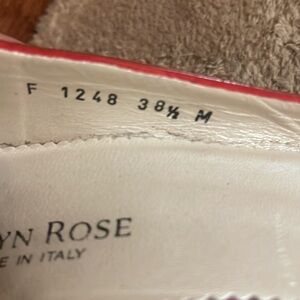 F 1248 38½ M
YN ROSE
E IN ITALY